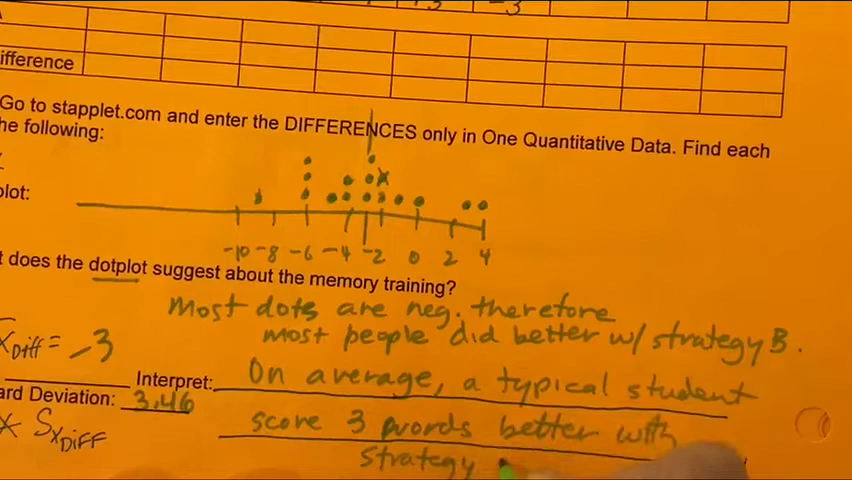 +3 -3
ifference
Go to stapplet.com and enter the DIFFERENCES only in One Quantitative Data. Find each
he following:
plot:
-10 -8 -6 -4 -2 0 2 4
t does the dotplot suggest about the memory training?
Most dots are neg. therefore
most people did better w/ strategy B.
x̄Diff = -3
Interpret: On average, a typical student
ard Deviation: 3.46
score 3 words better with
* SxDIFF
strategy